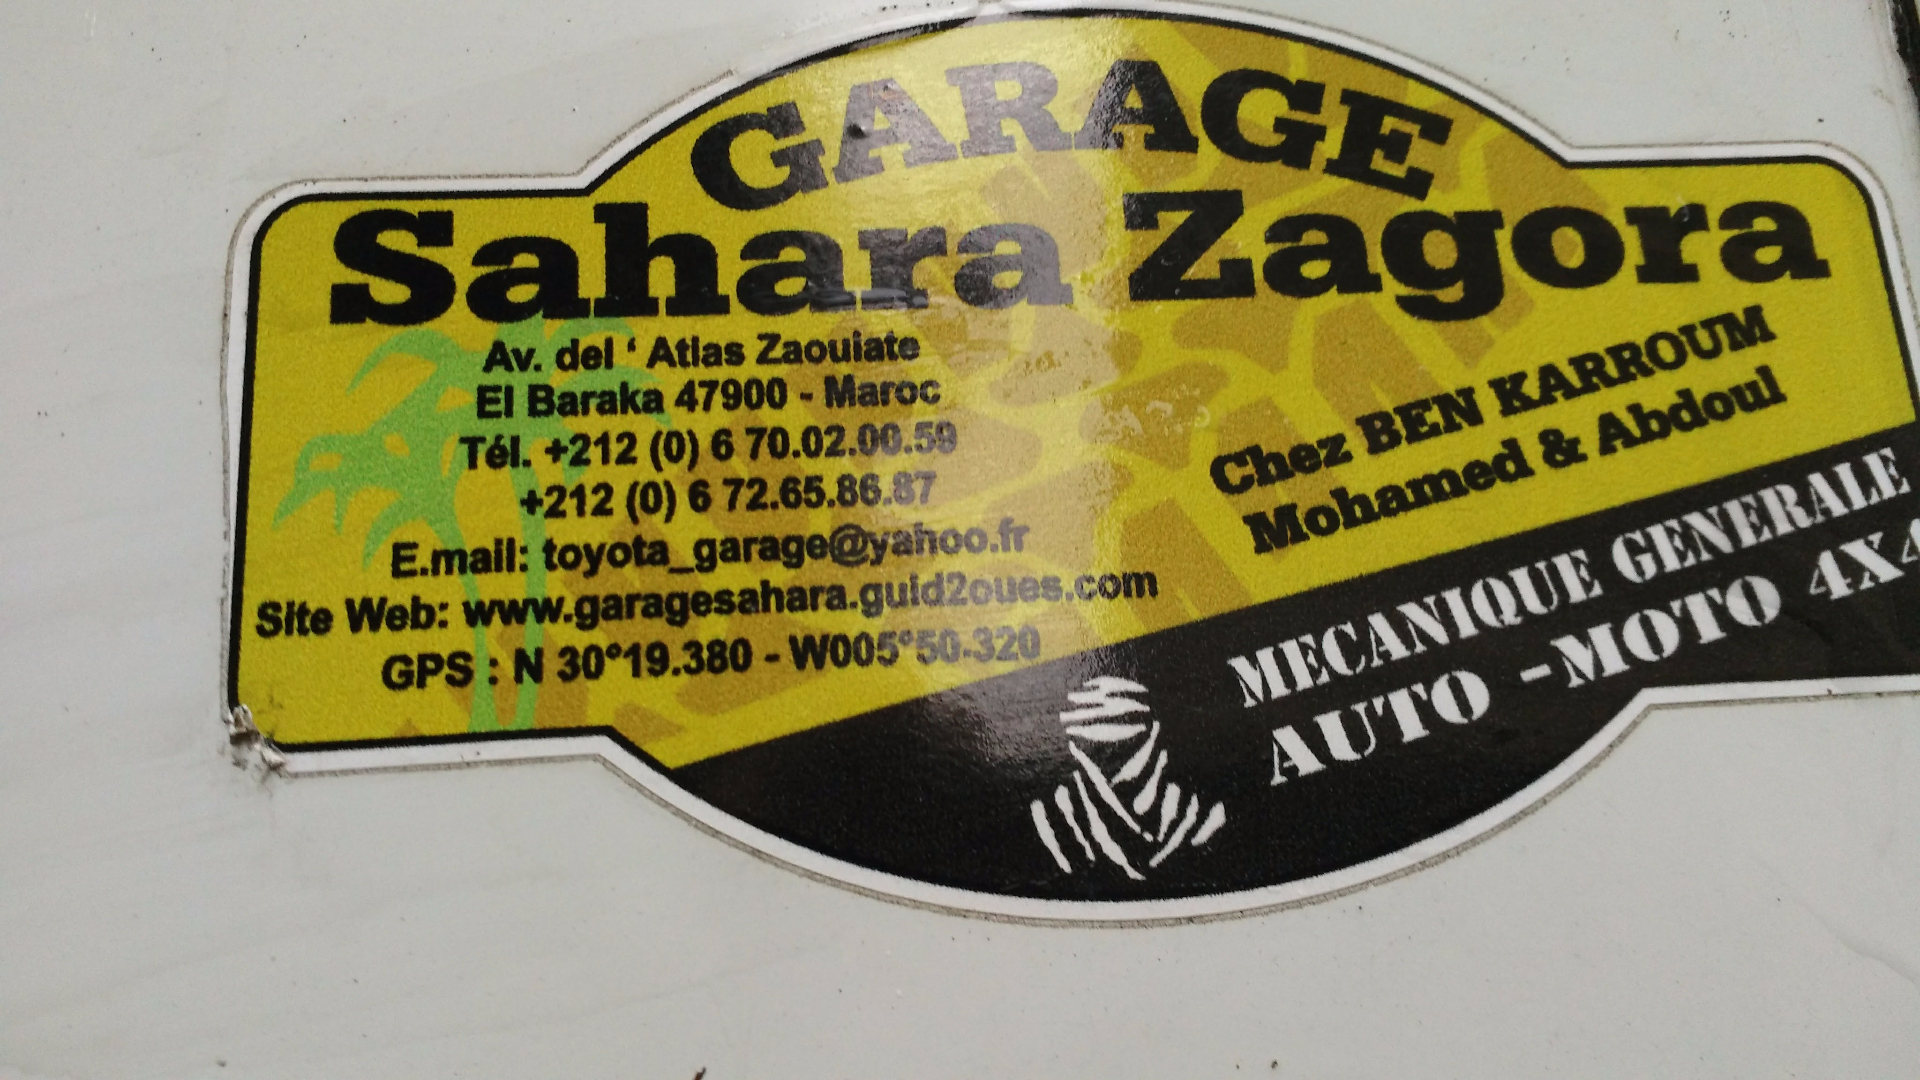 GARAGE
Sahara Zagora
Av. del ' Atlas Zaouiate
El Baraka 47900 - Maroc
Tél. +212 (0) 6 70.02.00.59
+212 (0) 6 72.65.86.87
E.mail: toyota_garage@yahoo.fr
Site Web: www.garagesahara.guid2oues.com
GPS : N 30°19.380 - W005°50.320
Chez BEN KARROUM
Mohamed & Abdoul
MECANIQUE GENERALE
AUTO -MOTO 4X4